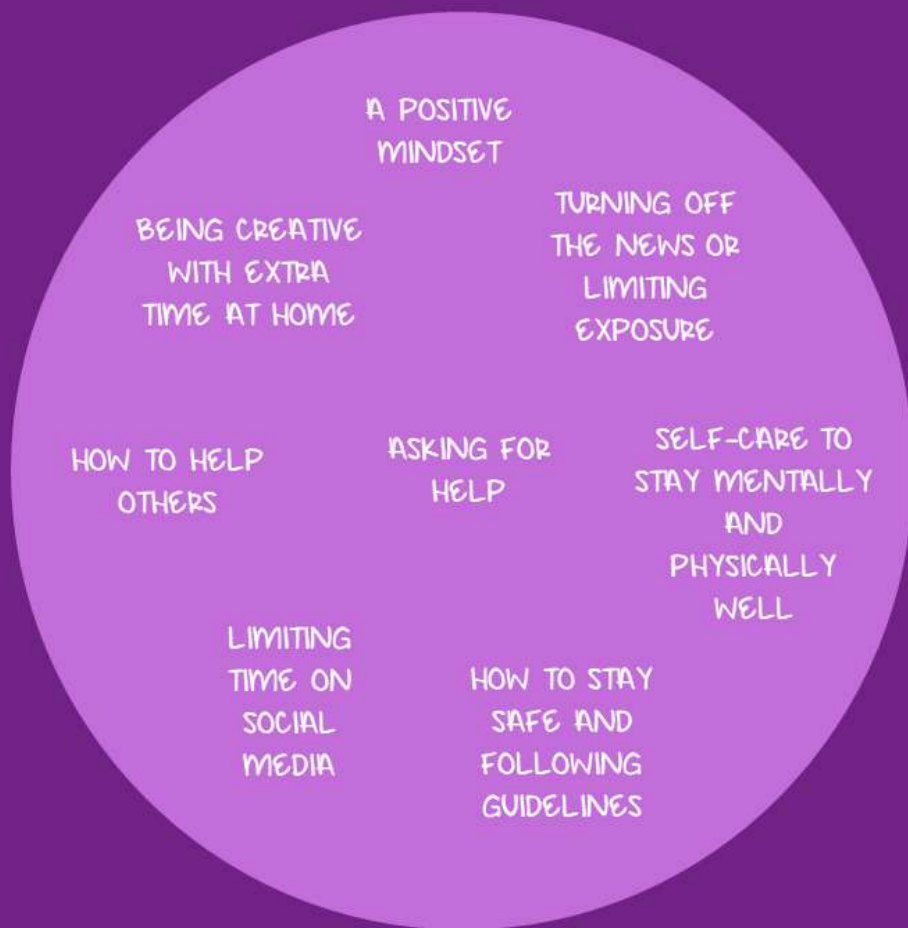 A POSITIVE
MINDSET
BEING CREATIVE
WITH EXTRA
TIME AT HOME
TURNING OFF
THE NEWS OR
LIMITING
EXPOSURE
HOW TO HELP
OTHERS
ASKING FOR
HELP
SELF-CARE TO
STAY MENTALLY
AND
PHYSICALLY
WELL
LIMITING
TIME ON
SOCIAL
MEDIA
HOW TO STAY
SAFE AND
FOLLOWING
GUIDELINES